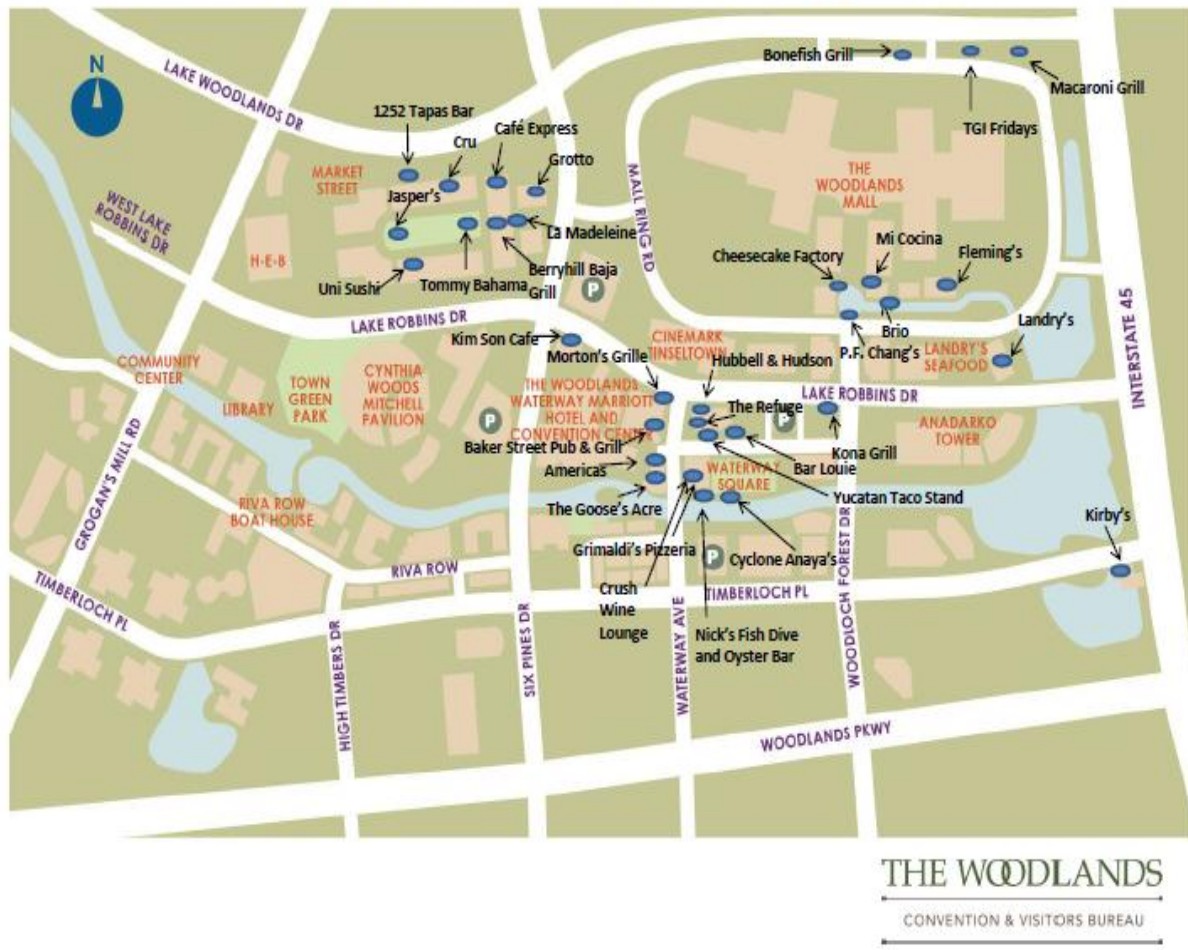 N
LAKE WOODLANDS DR
Bonefish Grill
Macaroni Grill
TGI Fridays
1252 Tapas Bar
Café Express
Cru
Grotto
MARKET
STREET
Jasper's
MALL RING RD
THE
WOODLANDS
MALL
WEST LAKE
ROBBINS DR
La Madeleine
Mi Cocina
Cheesecake Factory
Fleming's
H-E-B
Uni Sushi
Tommy Bahama
Berryhill Baja
Grill
P
LAKE ROBBINS DR
Kim Son Cafe
CINEMARK
TINSELTOWN
Brio
P.F. Chang's
Landry's
LANDRY'S
SEAFOOD
INTERSTATE 45
Morton's Grille
Hubbell & Hudson
COMMUNITY
CENTER
LIBRARY
TOWN
GREEN
PARK
CYNTHIA
WOODS
MITCHELL
PAVILION
P
THE WOODLANDS
WATERWAY MARRIOTT
HOTEL AND
CONVENTION CENTER
LAKE ROBBINS DR
The Refuge
P
ANADARKO
TOWER
Baker Street Pub & Grill
Kona Grill
Bar Louie
Americas
WATERWAY
SQUARE
Yucatan Taco Stand
The Goose's Acre
GROGAN'S MILL RD
RIVA ROW
BOAT HOUSE
Kirby's
Grimaldi's Pizzeria
P
Cyclone Anaya's
RIVA ROW
TIMBERLOCH PL
TIMBERLOCH PL
Crush
Wine
Lounge
Nick's Fish Dive
and Oyster Bar
HIGH TIMBERS DR
SIX PINES DR
WATERWAY AVE
WOODLOCH FOREST DR
WOODLANDS PKWY
THE WOODLANDS
CONVENTION & VISITORS BUREAU